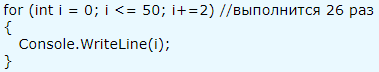 for (int i = 0; i <= 50; i+=2) //выполнится 26 раз
{
   Console.WriteLine(i);
}